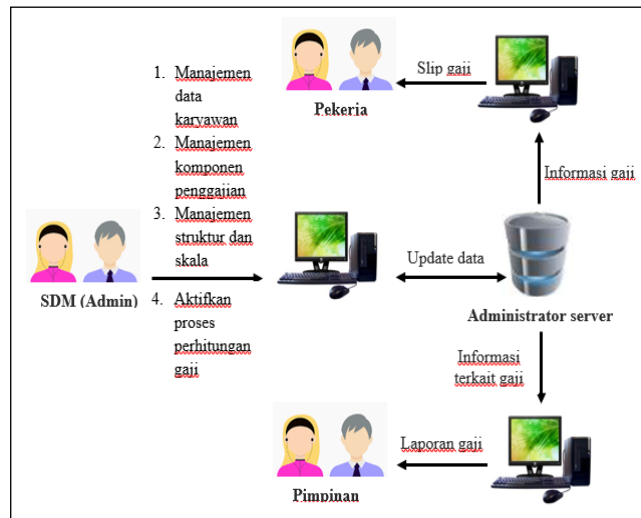 Slip gaji
Pekerja
1. Manajemen
data
karyawan
2. Manajemen
komponen
penggajian
3. Manajemen
struktur dan
skala
4. Aktifkan
proses
perhitungan
gaji
Informasi gaji
SDM (Admin)
Update data
Administrator server
Informasi
terkait gaji
Laporan gaji
Pimpinan